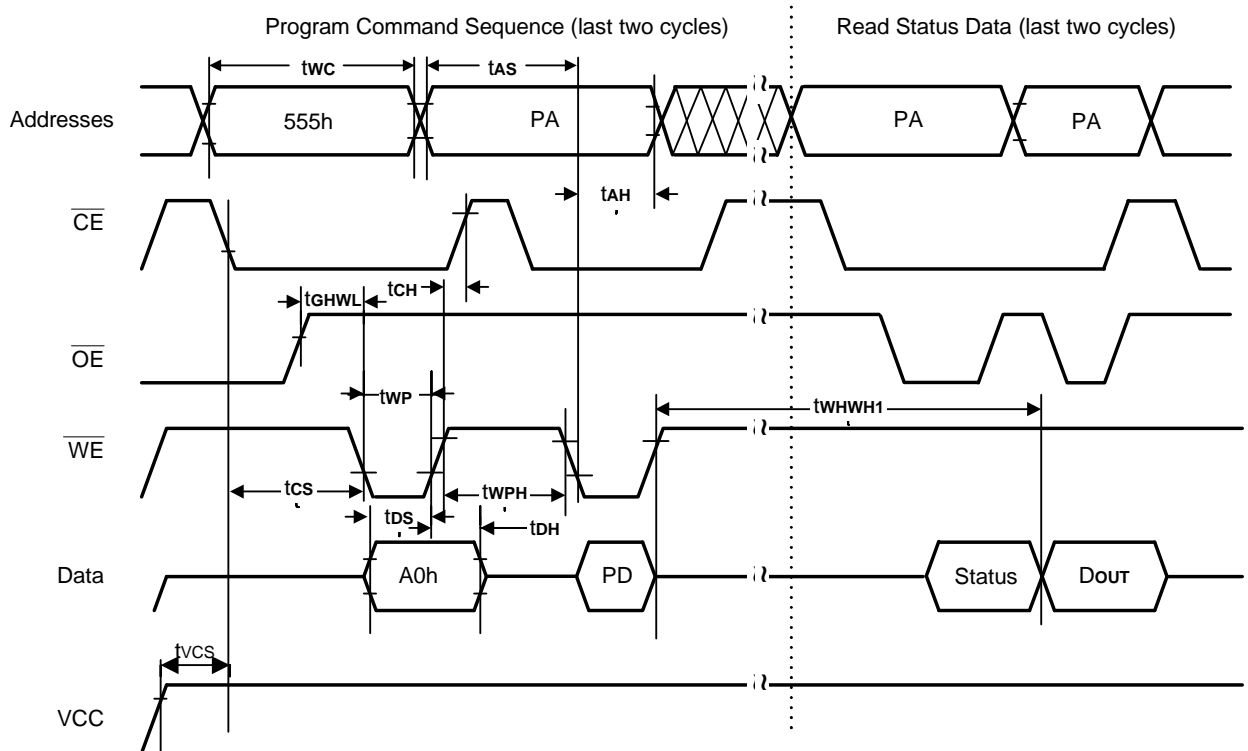 Program Command Sequence (last two cycles)
Read Status Data (last two cycles)
tWC
tAS
Addresses
555h
PA
PA
PA
tAH
CE
tGHWL
tCH
OE
tWP
tWHWH1
WE
tCS
tWPH
tDS
tDH
Data
A0h
PD
Status
DOUT
tVCS
VCC